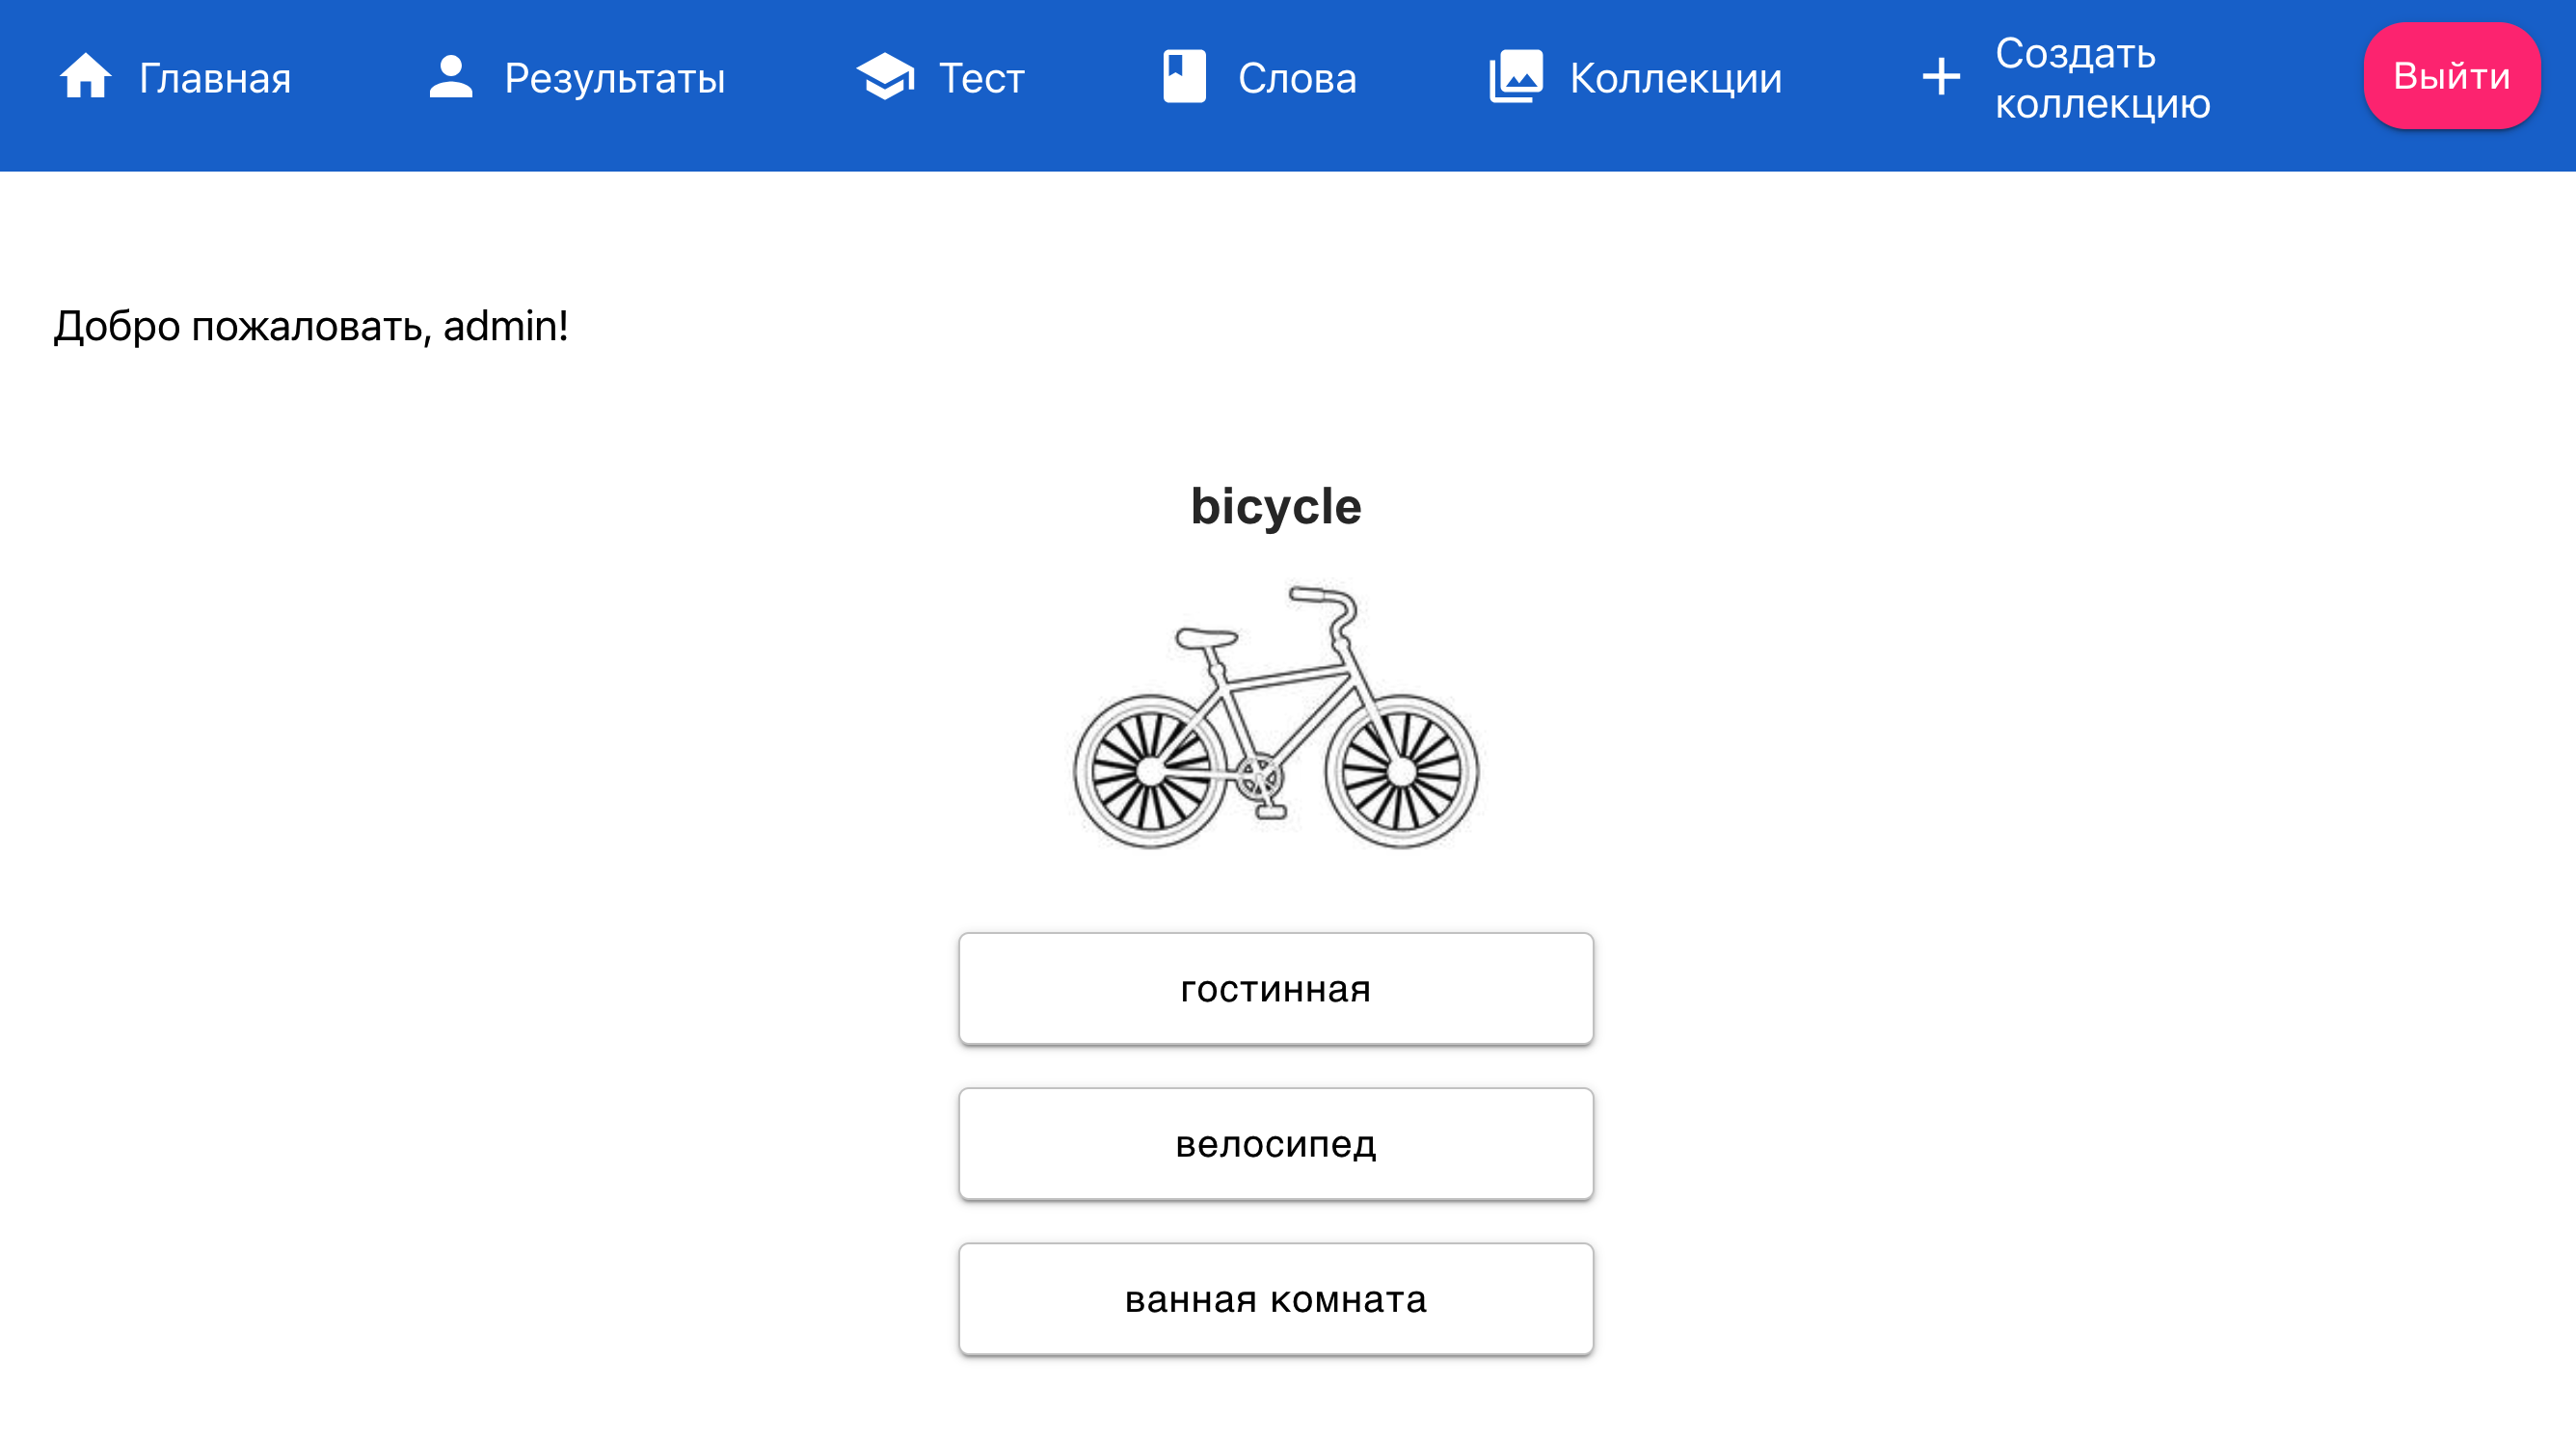 Главная
Результаты
Тест
Слова
Коллекции
Создать
коллекцию
Выйти
Добро пожаловать, admin!
bicycle
гостинная
велосипед
ванная комната